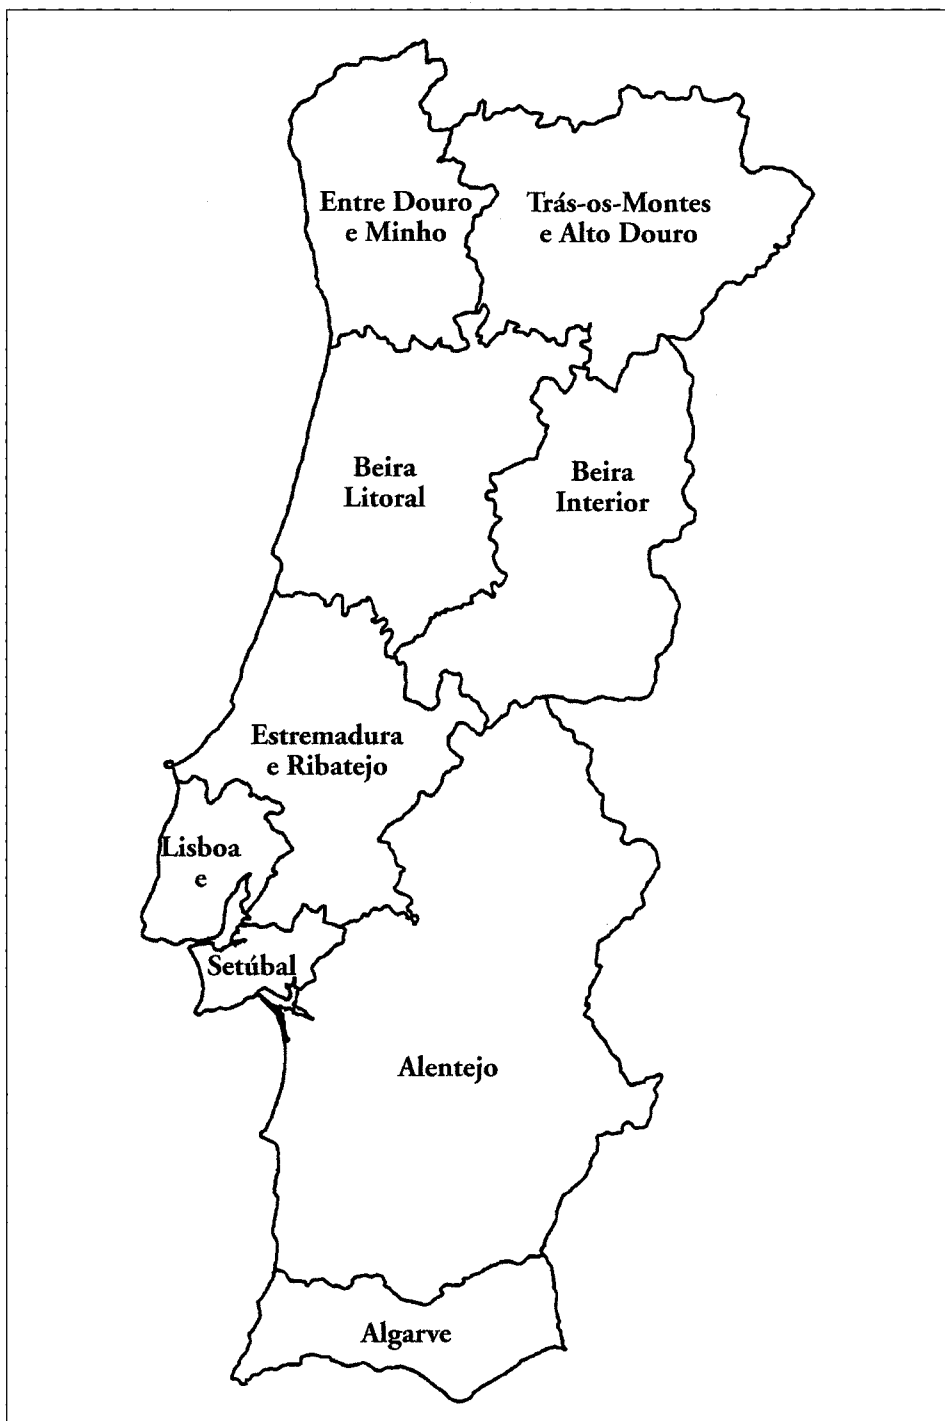 Entre Douro
e Minho
Trás-os-Montes
e Alto Douro
Beira
Litoral
Beira
Interior
Estremadura
e Ribatejo
Lisboa
e
Setúbal
Alentejo
Algarve